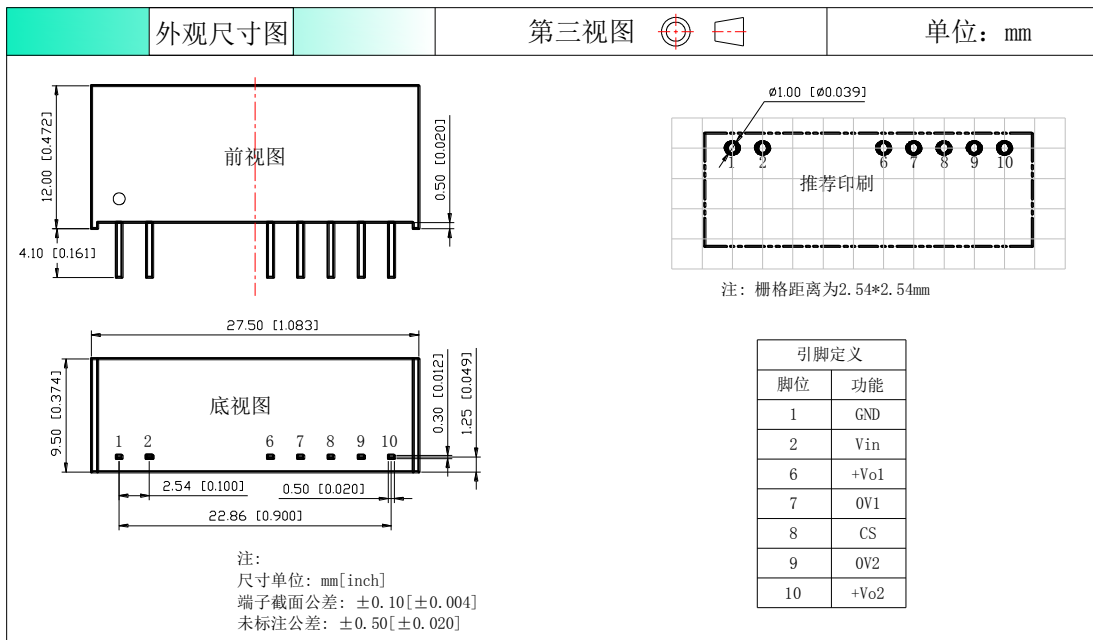 外观尺寸图
第三视图
单位: mm
12.00 [0.472]
前视图
0.50 [0.020]
4.10 [0.161]
Ø1.00 [Ø0.039]
1 2 6 7 8 9 10
推荐印刷
注: 栅格距离为2.54*2.54mm
27.50 [1.083]
9.50 [0.374]
底视图
1 2 6 7 8 9 10
0.30 [0.012]
1.25 [0.049]
2.54 [0.100]
0.50 [0.020]
22.86 [0.900]
注:
尺寸单位: mm[inch]
端子截面公差: ±0.10[±0.004]
未标注公差: ±0.50[±0.020]
引脚定义
脚位 功能
1 GND
2 Vin
6 +Vo1
7 0V1
8 CS
9 0V2
10 +Vo2